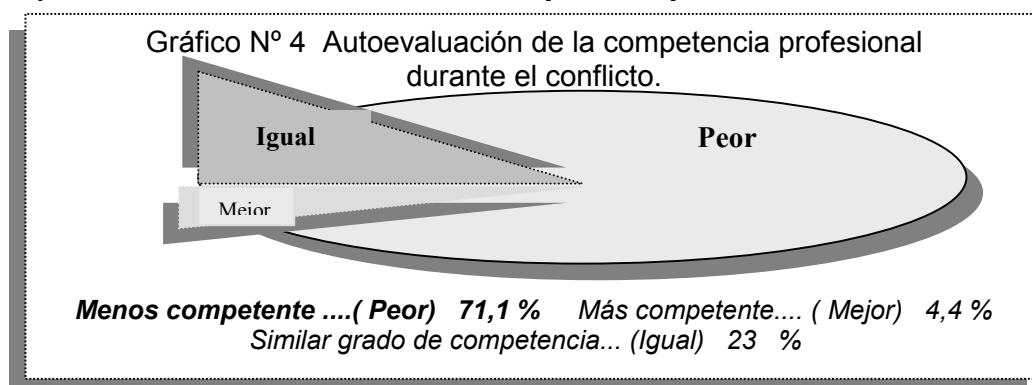 Gráfico Nº 4 Autoevaluación de la competencia profesional
durante el conflicto.
Igual
Peor
Mejor
Menos competente ....( Peor) 71,1 % Más competente.... ( Mejor) 4,4 %
Similar grado de competencia... (Igual) 23 %